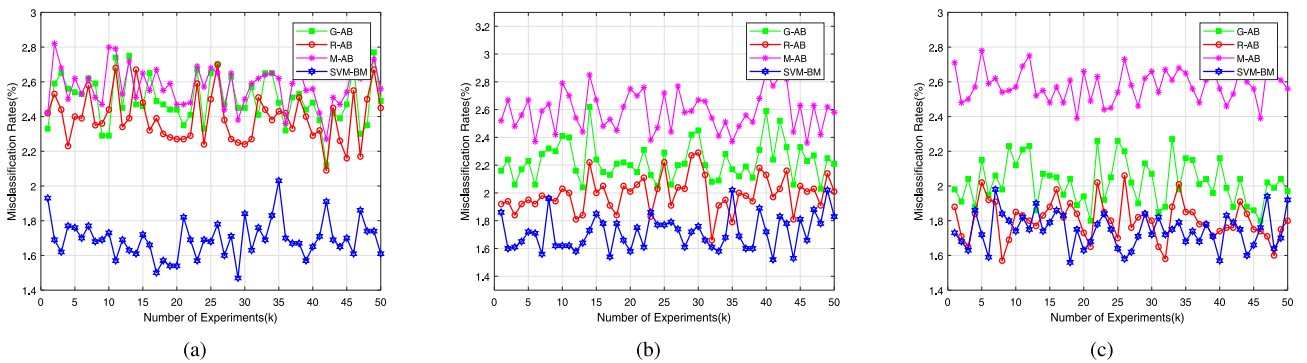 3
2.8
2.6
2.4
2.2
2
1.8
1.6
1.4
0 5 10 15 20 25 30 35 40 45 50
Misclassification Rates(%)
Number of Experiments(k)
G-AB
R-AB
M-AB
SVM-BM
(a)
3.2
3
2.8
2.6
2.4
2.2
2
1.8
1.6
1.4
0 5 10 15 20 25 30 35 40 45 50
Misclassification Rates(%)
Number of Experiments(k)
G-AB
R-AB
M-AB
SVM-BM
(b)
3
2.8
2.6
2.4
2.2
2
1.8
1.6
1.4
0 5 10 15 20 25 30 35 40 45 50
Misclassification Rates(%)
Number of Experiments(k)
G-AB
R-AB
M-AB
SVM-BM
(c)